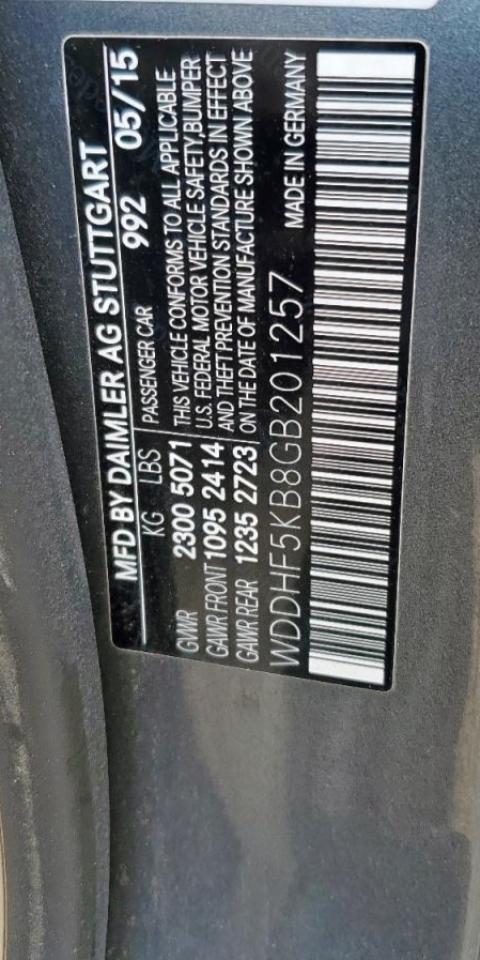 MFD BY DAIMLER AG STUTTGART
KG LBS PASSENGER CAR 992 05/15
GVWR 2300 5071 THIS VEHICLE CONFORMS TO ALL APPLICABLE
GAWR FRONT 1095 2414 U.S. FEDERAL MOTOR VEHICLE SAFETY,BUMPER
GAWR REAR 1235 2723 AND THEFT PREVENTION STANDARDS IN EFFECT
ON THE DATE OF MANUFACTURE SHOWN ABOVE
WDDHF5KB8GB201257 MADE IN GERMANY